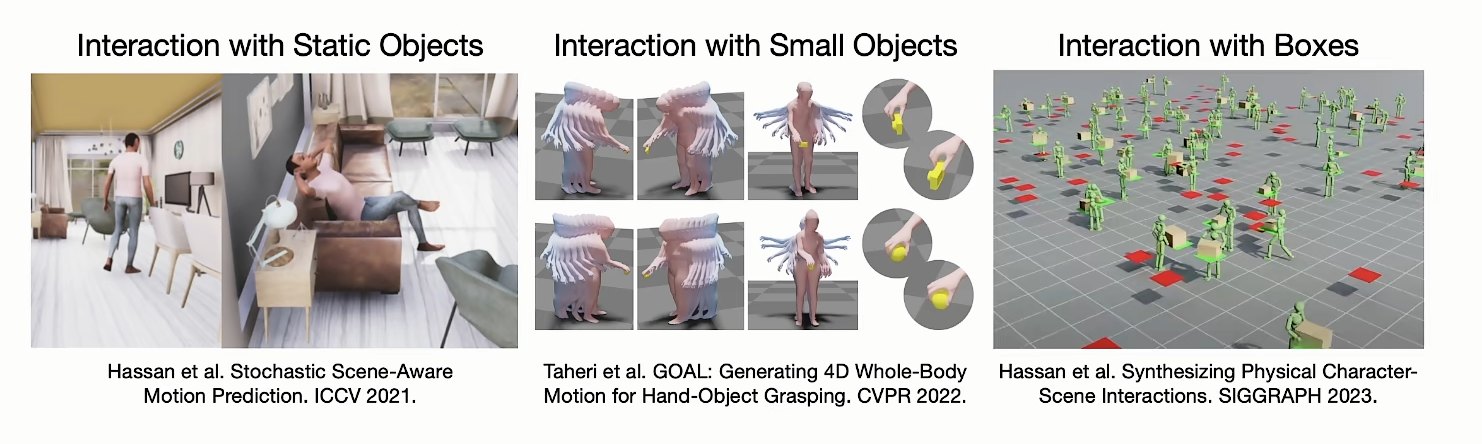 Interaction with Static Objects
Interaction with Small Objects
Interaction with Boxes
Hassan et al. Stochastic Scene-Aware
Motion Prediction. ICCV 2021.
Taheri et al. GOAL: Generating 4D Whole-Body
Motion for Hand-Object Grasping. CVPR 2022.
Hassan et al. Synthesizing Physical Character-
Scene Interactions. SIGGRAPH 2023.